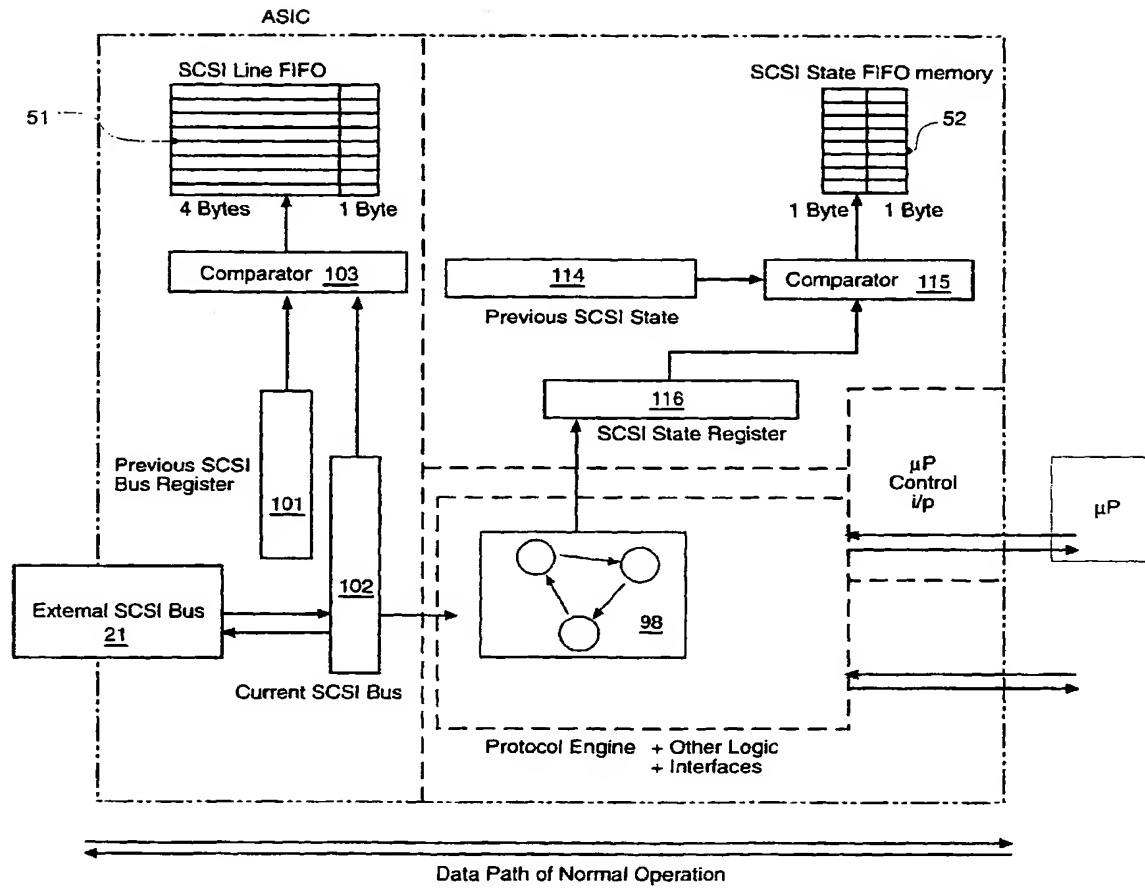 ASIC
SCSI Line FIFO
SCSI State FIFO memory
51
52
4 Bytes
1 Byte
1 Byte
1 Byte
Comparator 103
114
Comparator 115
Previous SCSI State
116
SCSI State Register
Previous SCSI
Bus Register
101
µP
Control
i/p
µP
102
External SCSI Bus
21
98
Current SCSI Bus
Protocol Engine + Other Logic
+ Interfaces
Data Path of Normal Operation